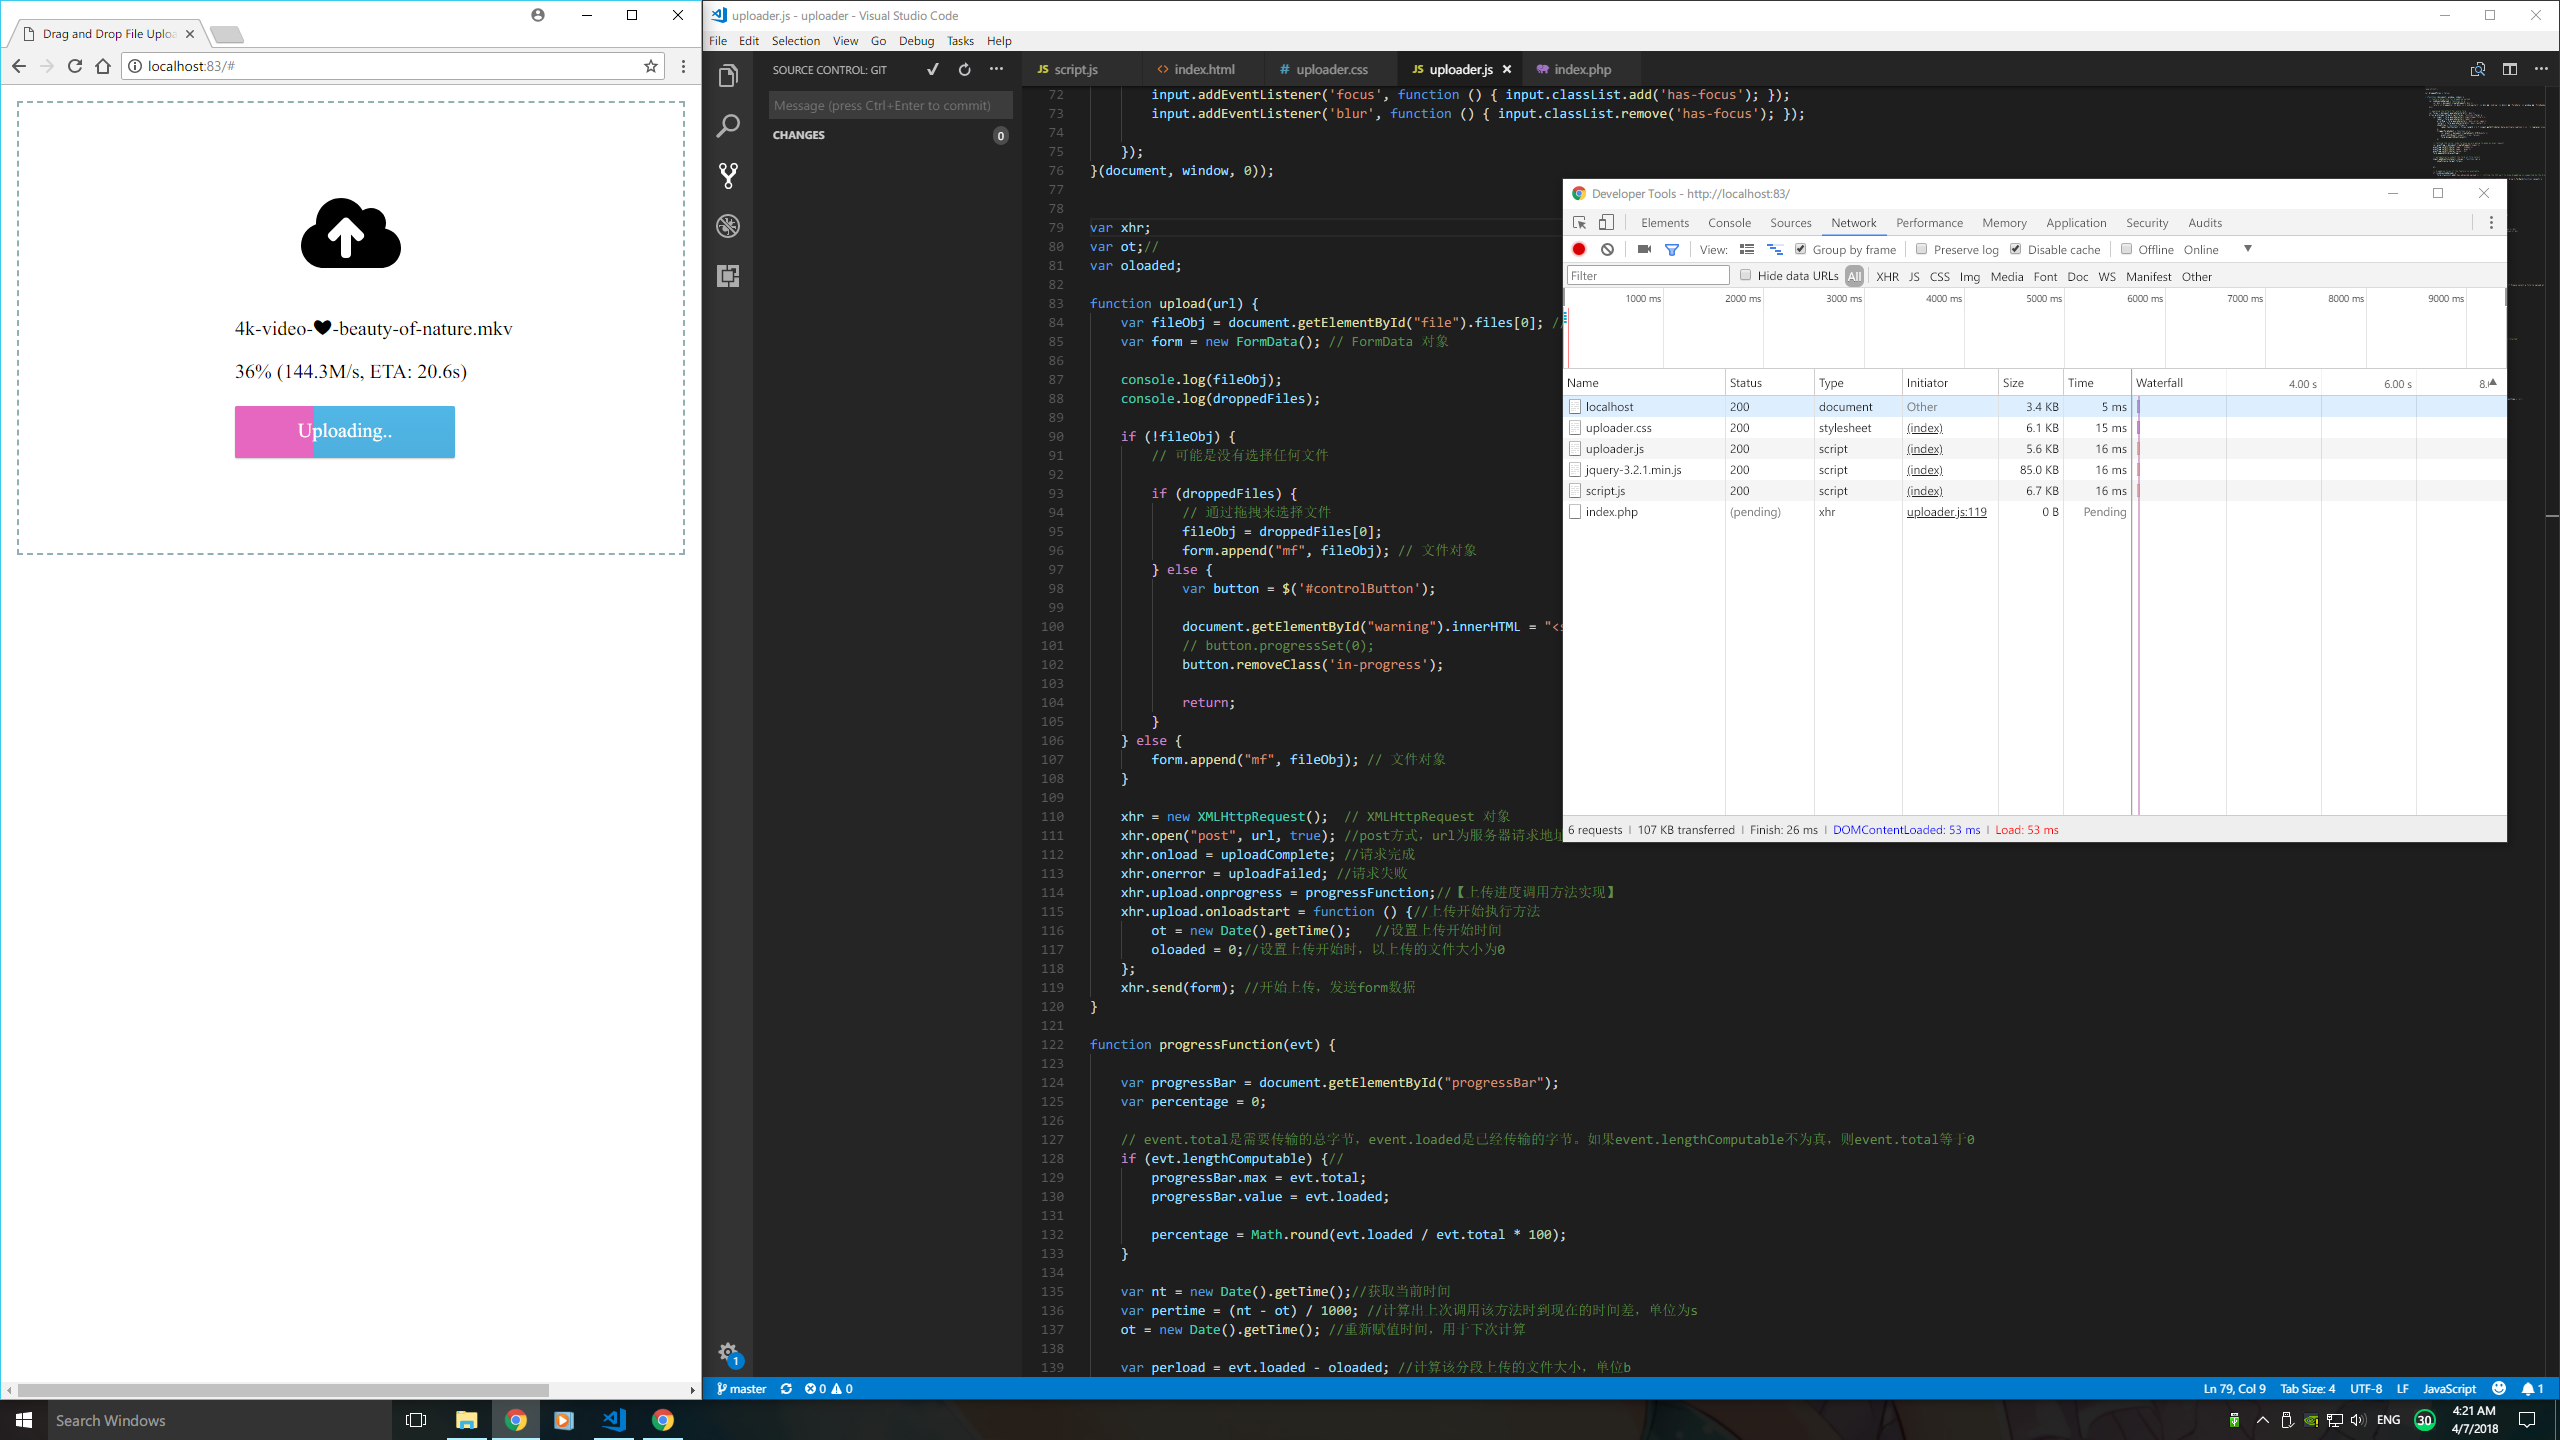 Drag and Drop File Uploa
localhost:83/#
4k-video-🖤-beauty-of-nature.mkv
36% (144.3M/s, ETA: 20.6s)
Uploading..
uploader.js - uploader - Visual Studio Code
File Edit Selection View Go Debug Tasks Help
SOURCE CONTROL: GIT
Message (press Ctrl+Enter to commit)
CHANGES 0
JS script.js <> index.html # uploader.css JS uploader.js index.php
72 input.addEventListener('focus', function () { input.classList.add('has-focus'); });
73 input.addEventListener('blur', function () { input.classList.remove('has-focus'); });
74
75 });
76 }(document, window, 0));
77
78
79 var xhr;
80 var ot;//
81 var oloaded;
82
83 function upload(url) {
84 var fileObj = document.getElementById("file").files[0]; //
85 var form = new FormData(); // FormData 对象
86
87 console.log(fileObj);
88 console.log(droppedFiles);
89
90 if (!fileObj) {
91 // 可能是没有选择任何文件
92
93 if (droppedFiles) {
94 // 通过拖拽来选择文件
95 fileObj = droppedFiles[0];
96 form.append("mf", fileObj); // 文件对象
97 } else {
98 var button = $('#controlButton');
99
100 document.getElementById("warning").innerHTML = "<s
101 // button.progressSet(0);
102 button.removeClass('in-progress');
103
104 return;
105 }
106 } else {
107 form.append("mf", fileObj); // 文件对象
108 }
109
110 xhr = new XMLHttpRequest();  // XMLHttpRequest 对象
111 xhr.open("post", url, true); //post方式，url为服务器请求地址
112 xhr.onload = uploadComplete; //请求完成
113 xhr.onerror = uploadFailed; //请求失败
114 xhr.upload.onprogress = progressFunction;//【上传进度调用方法实现】
115 xhr.upload.onloadstart = function () {//上传开始执行方法
116 ot = new Date().getTime();   //设置上传开始时间
117 oloaded = 0;//设置上传开始时，以上传的文件大小为0
118 };
119 xhr.send(form); //开始上传，发送form数据
120 }
121
122 function progressFunction(evt) {
123
124 var progressBar = document.getElementById("progressBar");
125 var percentage = 0;
126
127 // event.total是需要传输的总字节，event.loaded是已经传输的字节。如果event.lengthComputable不为真，则event.total等于0
128 if (evt.lengthComputable) {//
129 progressBar.max = evt.total;
130 progressBar.value = evt.loaded;
131
132 percentage = Math.round(evt.loaded / evt.total * 100);
133 }
134
135 var nt = new Date().getTime();//获取当前时间
136 var pertime = (nt - ot) / 1000; //计算出上次调用该方法时到现在的时间差，单位为s
137 ot = new Date().getTime(); //重新赋值时间，用于下次计算
138
139 var perload = evt.loaded - oloaded; //计算该分段上传的文件大小，单位b
Developer Tools - http://localhost:83/
Elements Console Sources Network Performance Memory Application Security Audits
View: Group by frame Preserve log Disable cache Offline Online
Filter Hide data URLs All XHR JS CSS Img Media Font Doc WS Manifest Other
1000 ms 2000 ms 3000 ms 4000 ms 5000 ms 6000 ms 7000 ms 8000 ms 9000 ms
Name Status Type Initiator Size Time Waterfall 4.00 s 6.00 s
localhost 200 document Other 3.4 KB 5 ms
uploader.css 200 stylesheet (index) 6.1 KB 15 ms
uploader.js 200 script (index) 5.6 KB 16 ms
jquery-3.2.1.min.js 200 script (index) 85.0 KB 16 ms
script.js 200 script (index) 6.7 KB 16 ms
index.php (pending) xhr uploader.js:119 0 B Pending
6 requests | 107 KB transferred | Finish: 26 ms | DOMContentLoaded: 53 ms | Load: 53 ms
1
master 0 0 Ln 79, Col 9 Tab Size: 4 UTF-8 LF JavaScript 1
Search Windows
ENG 30 4:21 AM
4/7/2018